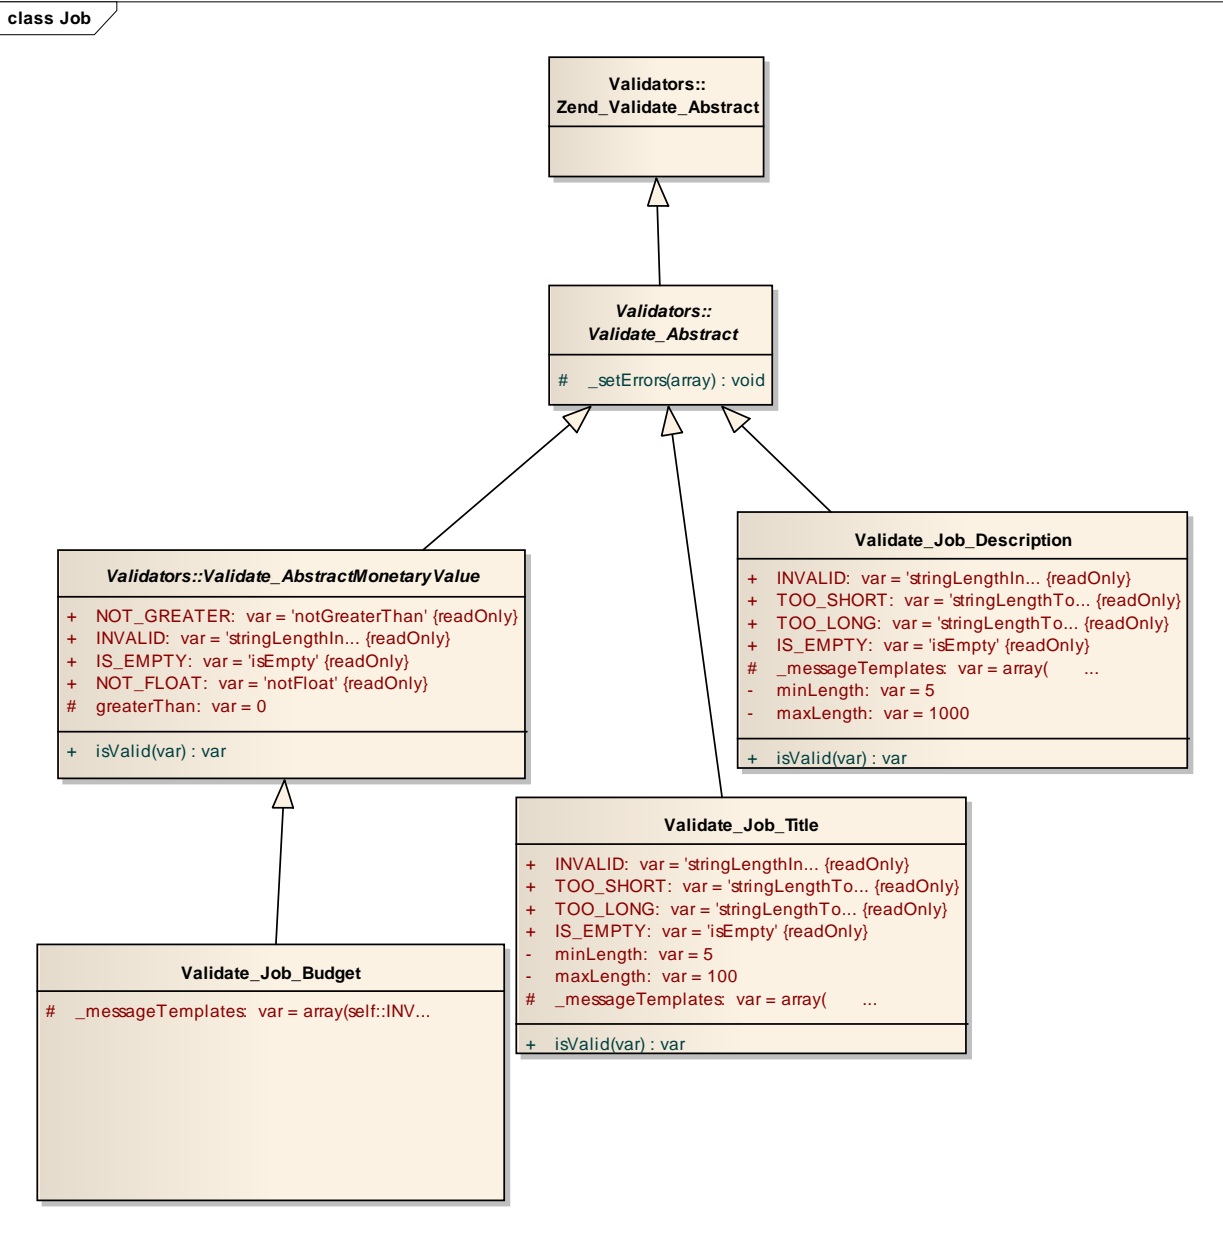 class Job
Validators::
Zend_Validate_Abstract
Validators::
Validate_Abstract
# _setErrors(array) : void
Validators::Validate_AbstractMonetaryValue
+ NOT_GREATER: var = 'notGreaterThan' {readOnly}
+ INVALID: var = 'stringLengthIn... {readOnly}
+ IS_EMPTY: var = 'isEmpty' {readOnly}
+ NOT_FLOAT: var = 'notFloat' {readOnly}
# greaterThan: var = 0
+ isValid(var) : var
Validate_Job_Description
+ INVALID: var = 'stringLengthIn... {readOnly}
+ TOO_SHORT: var = 'stringLengthTo... {readOnly}
+ TOO_LONG: var = 'stringLengthTo... {readOnly}
+ IS_EMPTY: var = 'isEmpty' {readOnly}
# _messageTemplates: var = array( ...
- minLength: var = 5
- maxLength: var = 1000
+ isValid(var) : var
Validate_Job_Title
+ INVALID: var = 'stringLengthIn... {readOnly}
+ TOO_SHORT: var = 'stringLengthTo... {readOnly}
+ TOO_LONG: var = 'stringLengthTo... {readOnly}
+ IS_EMPTY: var = 'isEmpty' {readOnly}
- minLength: var = 5
- maxLength: var = 100
# _messageTemplates: var = array( ...
+ isValid(var) : var
Validate_Job_Budget
# _messageTemplates: var = array(self::INV...